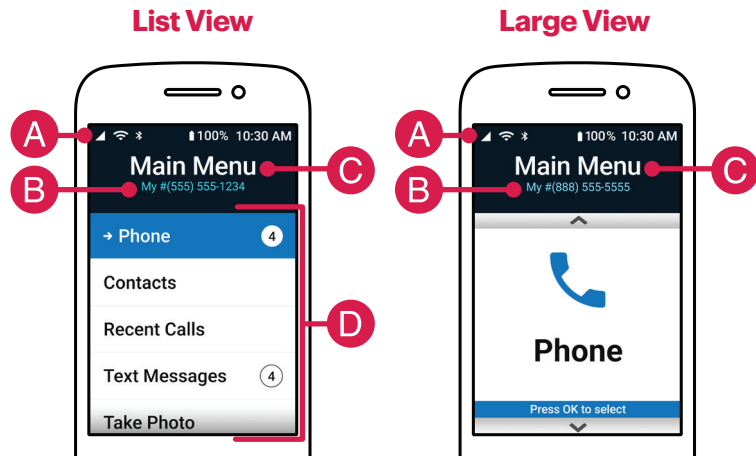 List View
Large View
A
100% 10:30 AM
Main Menu
C
B
My #(555) 555-1234
→ Phone 4
Contacts
Recent Calls
D
Text Messages 4
Take Photo
A
100% 10:30 AM
Main Menu
C
B
My #(888) 555-5555
Phone
Press OK to select